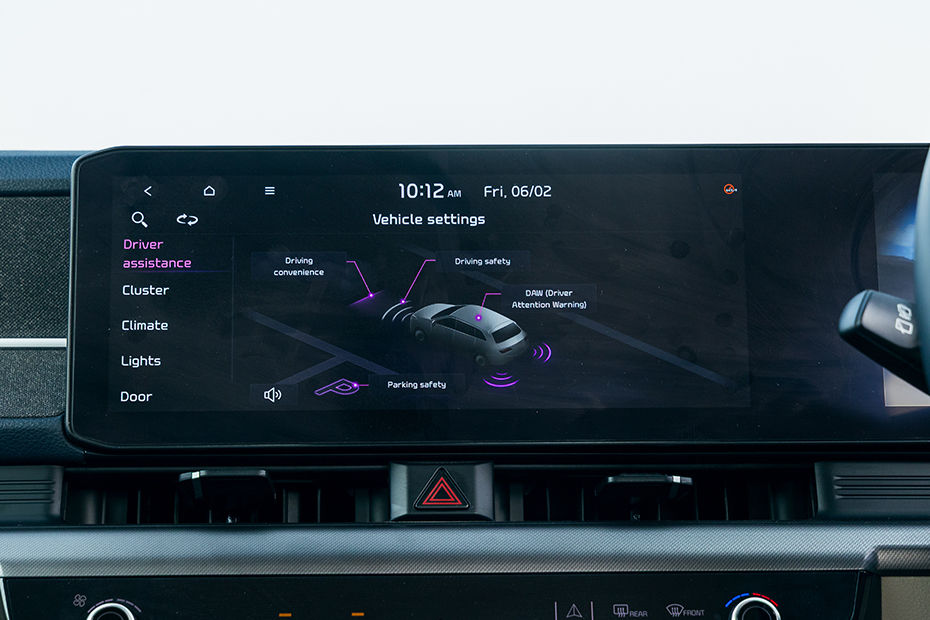 10:12 AM Fri, 06/02
Vehicle settings
Driver
assistance
Cluster
Climate
Lights
Door
Driving
convenience
Driving safety
DAW (Driver
Attention Warning)
Parking safety
REAR
FRONT